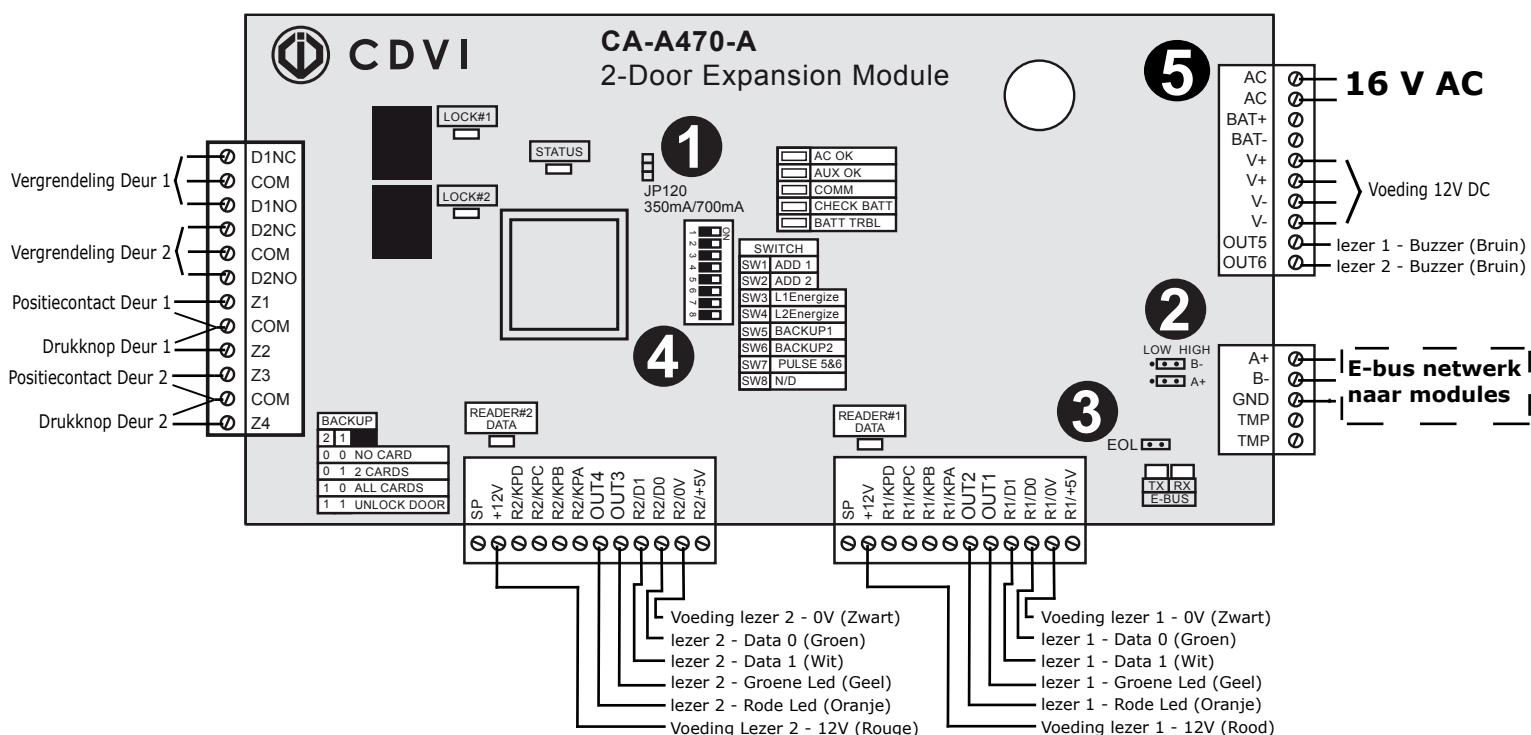 CDVI
CA-A470-A
2-Door Expansion Module
LOCK#1
LOCK#2
STATUS
1
JP120
350mA/700mA
AC OK
AUX OK
COMM
CHECK BATT
BATT TRBL
ON
1
2
3
4
5
6
7
8
SWITCH
SW1 ADD 1
SW2 ADD 2
SW3 L1Energize
SW4 L2Energize
SW5 BACKUP1
SW6 BACKUP2
SW7 PULSE 5&6
SW8 N/D
4
5
AC
AC
BAT+
BAT-
V+
V+
V-
V-
OUT5
OUT6
16 V AC
Voeding 12V DC
lezer 1 - Buzzer (Bruin)
lezer 2 - Buzzer (Bruin)
2
LOW HIGH
B-
A+
A+
B-
GND
TMP
TMP
E-bus netwerk
naar modules
3
EOL
TX RX
E-BUS
Vergrendeling Deur 1
Vergrendeling Deur 2
Positiecontact Deur 1
Drukknop Deur 1
Positiecontact Deur 2
Drukknop Deur 2
D1NC
COM
D1NO
D2NC
COM
D2NO
Z1
COM
Z2
Z3
COM
Z4
BACKUP
2 1
0 0 NO CARD
0 1 2 CARDS
1 0 ALL CARDS
1 1 UNLOCK DOOR
READER#2
DATA
SP
+12V
R2/KPD
R2/KPC
R2/KPB
R2/KPA
OUT4
OUT3
R2/D1
R2/D0
R2/0V
R2/+5V
Voeding lezer 2 - 0V (Zwart)
lezer 2 - Data 0 (Groen)
lezer 2 - Data 1 (Wit)
lezer 2 - Groene Led (Geel)
lezer 2 - Rode Led (Oranje)
Voeding Lezer 2 - 12V (Rouge)
READER#1
DATA
SP
+12V
R1/KPD
R1/KPC
R1/KPB
R1/KPA
OUT2
OUT1
R1/D1
R1/D0
R1/0V
R1/+5V
Voeding lezer 1 - 0V (Zwart)
lezer 1 - Data 0 (Groen)
lezer 1 - Data 1 (Wit)
lezer 1 - Groene Led (Geel)
lezer 1 - Rode Led (Oranje)
Voeding lezer 1 - 12V (Rood)